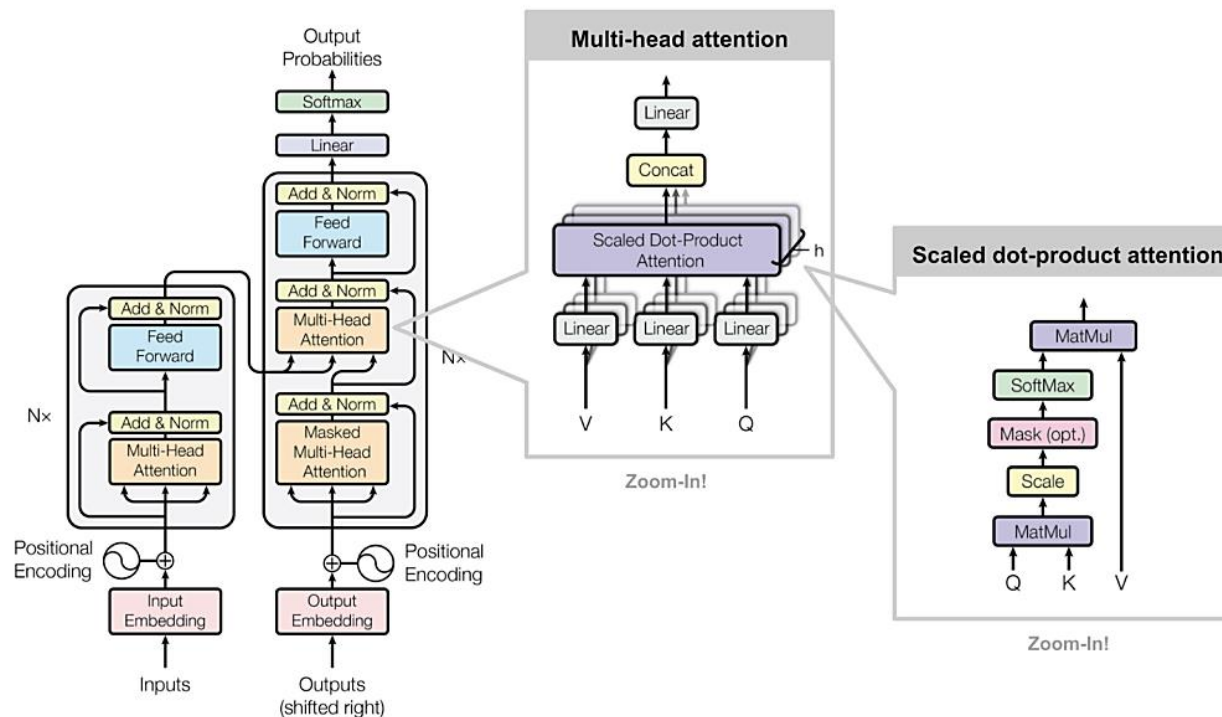 Output
Probabilities
Softmax
Linear
Add & Norm
Feed
Forward
Add & Norm
Multi-Head
Attention
Add & Norm
Masked
Multi-Head
Attention
N×
Add & Norm
Feed
Forward
N×
Add & Norm
Multi-Head
Attention
Positional
Encoding
Positional
Encoding
Input
Embedding
Output
Embedding
Inputs
Outputs
(shifted right)
Multi-head attention
Linear
Concat
Scaled Dot-Product
Attention
h
Linear
Linear
Linear
V
K
Q
Zoom-In!
Scaled dot-product attention
MatMul
SoftMax
Mask (opt.)
Scale
MatMul
Q
K
V
Zoom-In!